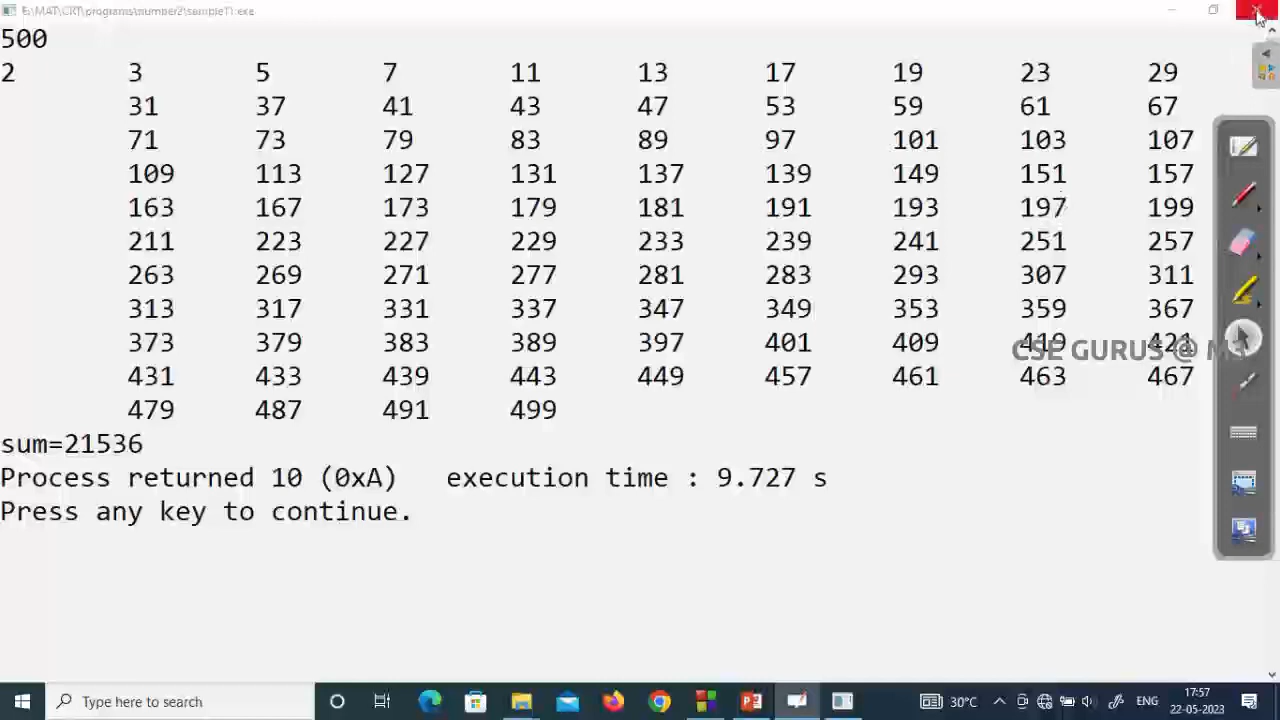 F:\MAT\CRT\programs\number2\sample11.exe
500
2 3 5 7 11 13 17 19 23 29
31 37 41 43 47 53 59 61 67
71 73 79 83 89 97 101 103 107
109 113 127 131 137 139 149 151 157
163 167 173 179 181 191 193 197 199
211 223 227 229 233 239 241 251 257
263 269 271 277 281 283 293 307 311
313 317 331 337 347 349 353 359 367
373 379 383 389 397 401 409 419 421
CSE GURUS @
431 433 439 443 449 457 461 463 467
479 487 491 499
sum=21536
Process returned 10 (0xA) execution time : 9.727 s
Press any key to continue.
Type here to search
30°C
ENG
17:57
22-05-2023